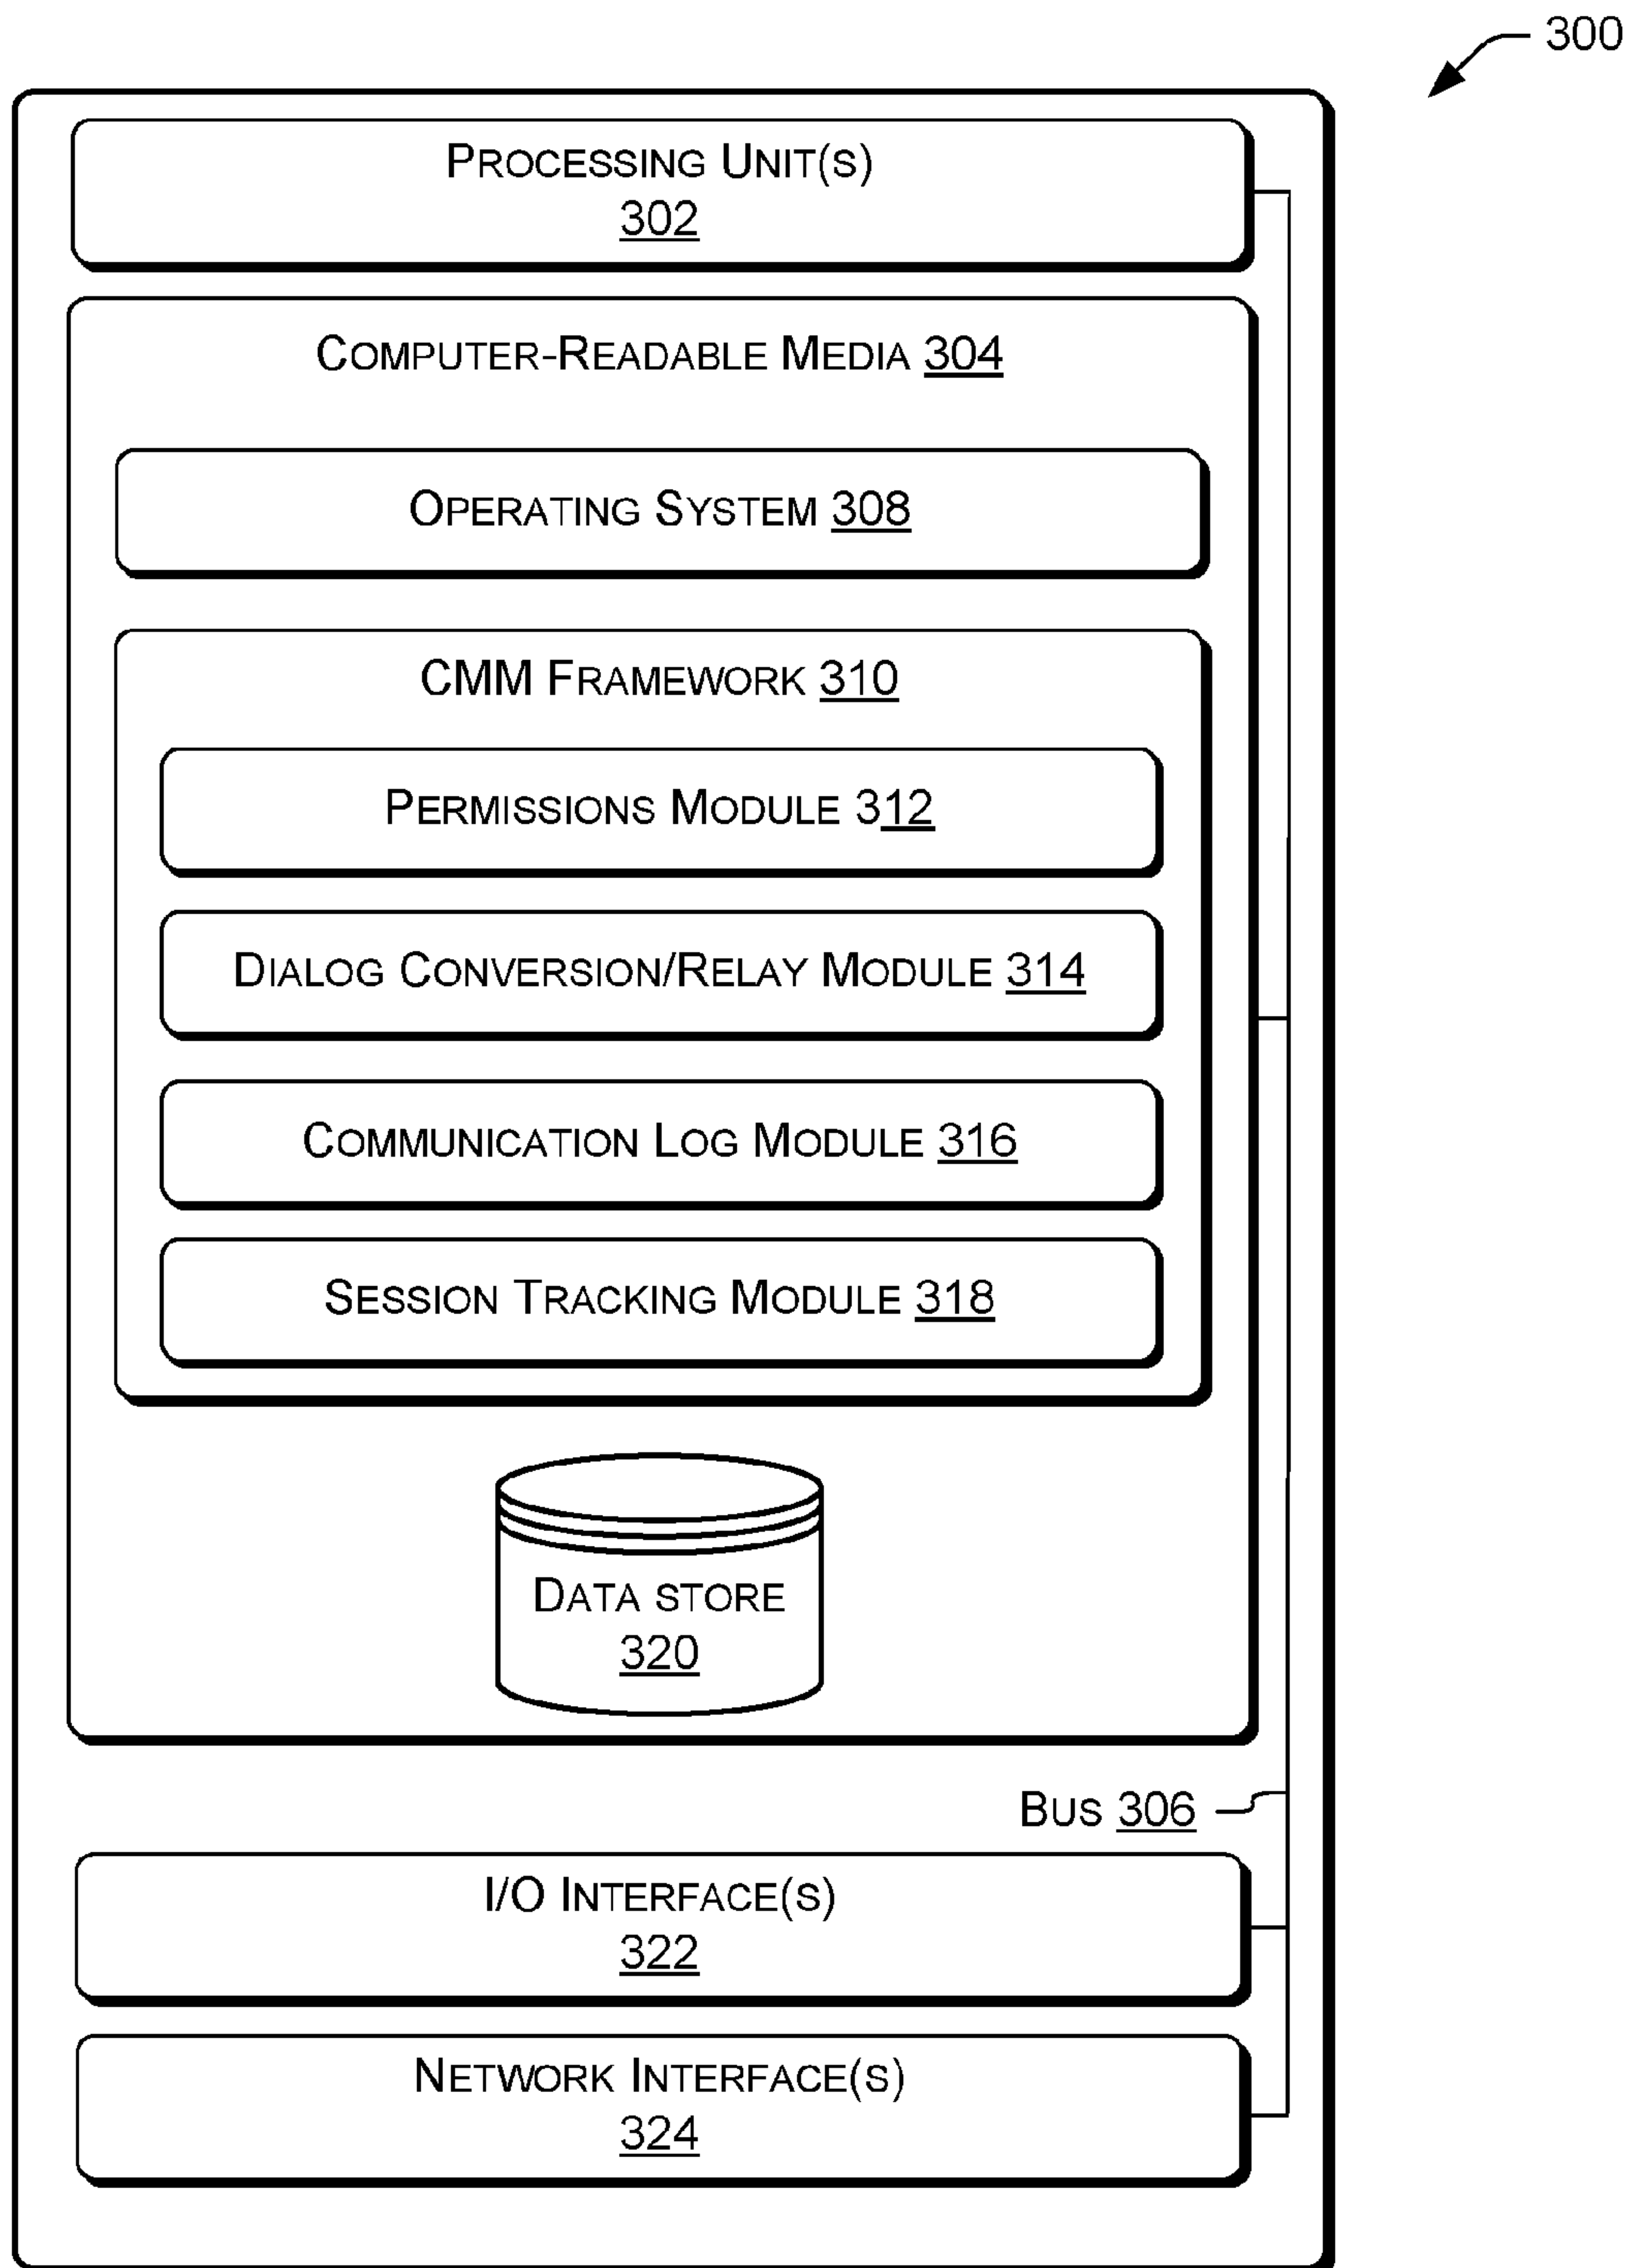 300
PROCESSING UNIT(S)
302
COMPUTER-READABLE MEDIA 304
OPERATING SYSTEM 308
CMM FRAMEWORK 310
PERMISSIONS MODULE 312
DIALOG CONVERSION/RELAY MODULE 314
COMMUNICATION LOG MODULE 316
SESSION TRACKING MODULE 318
DATA STORE
320
BUS 306
I/O INTERFACE(S)
322
NETWORK INTERFACE(S)
324